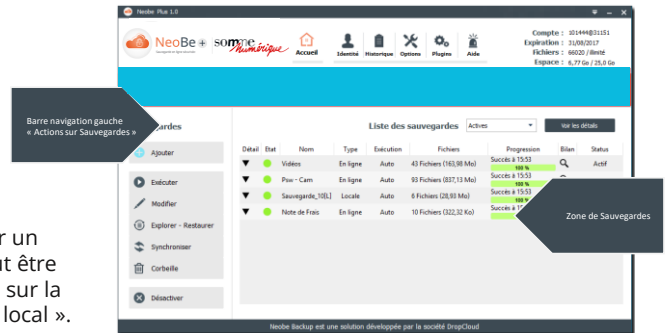 Neobe Plus 1.0
NeoBe +
somme
Numérique
Accueil
Identité
Historique
Options
Plugins
Aide
Compte : 101444@31151
Expiration : 31/08/2017
Fichiers : 66020 / illimité
Espace : 6,77 Go / 25,0 Go
Barre navigation gauche
« Actions sur Sauvegardes »
gardes
Liste des sauvegardes
Actives
Voir les détails
Ajouter
Exécuter
Modifier
Explorer - Restaurer
Synchroniser
Corbeille
Désactiver
Détail Etat Nom Type Exécution Fichiers Progression Bilan Status
Vidéos En ligne Auto 43 Fichiers (163,98 Mo) Succès à 15:53 100 % Actif
Psw - Cam En ligne Auto 93 Fichiers (837,13 Mo) Succès à 15:53 100 %
Sauvegarde_10[L] Locale Auto 6 Fichiers (28,93 Mo) Succès à 15:53 100 %
Note de Frais En ligne Auto 10 Fichiers (322,32 Ko) Succès à
Zone de Sauvegardes
r un
ut être
sur la
local ».
Neobe Backup est une solution développée par la société DropCloud